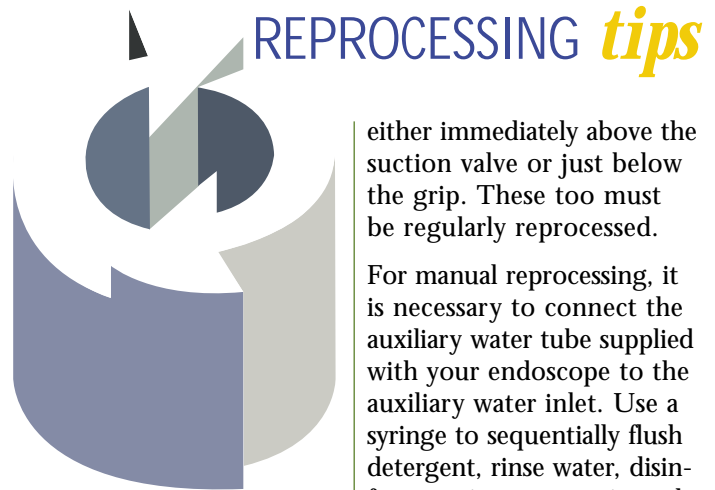 REPROCESSING tips
either immediately above the
suction valve or just below
the grip. These too must
be regularly reprocessed.
For manual reprocessing, it
is necessary to connect the
auxiliary water tube supplied
with your endoscope to the
auxiliary water inlet. Use a
syringe to sequentially flush
detergent, rinse water, disin-